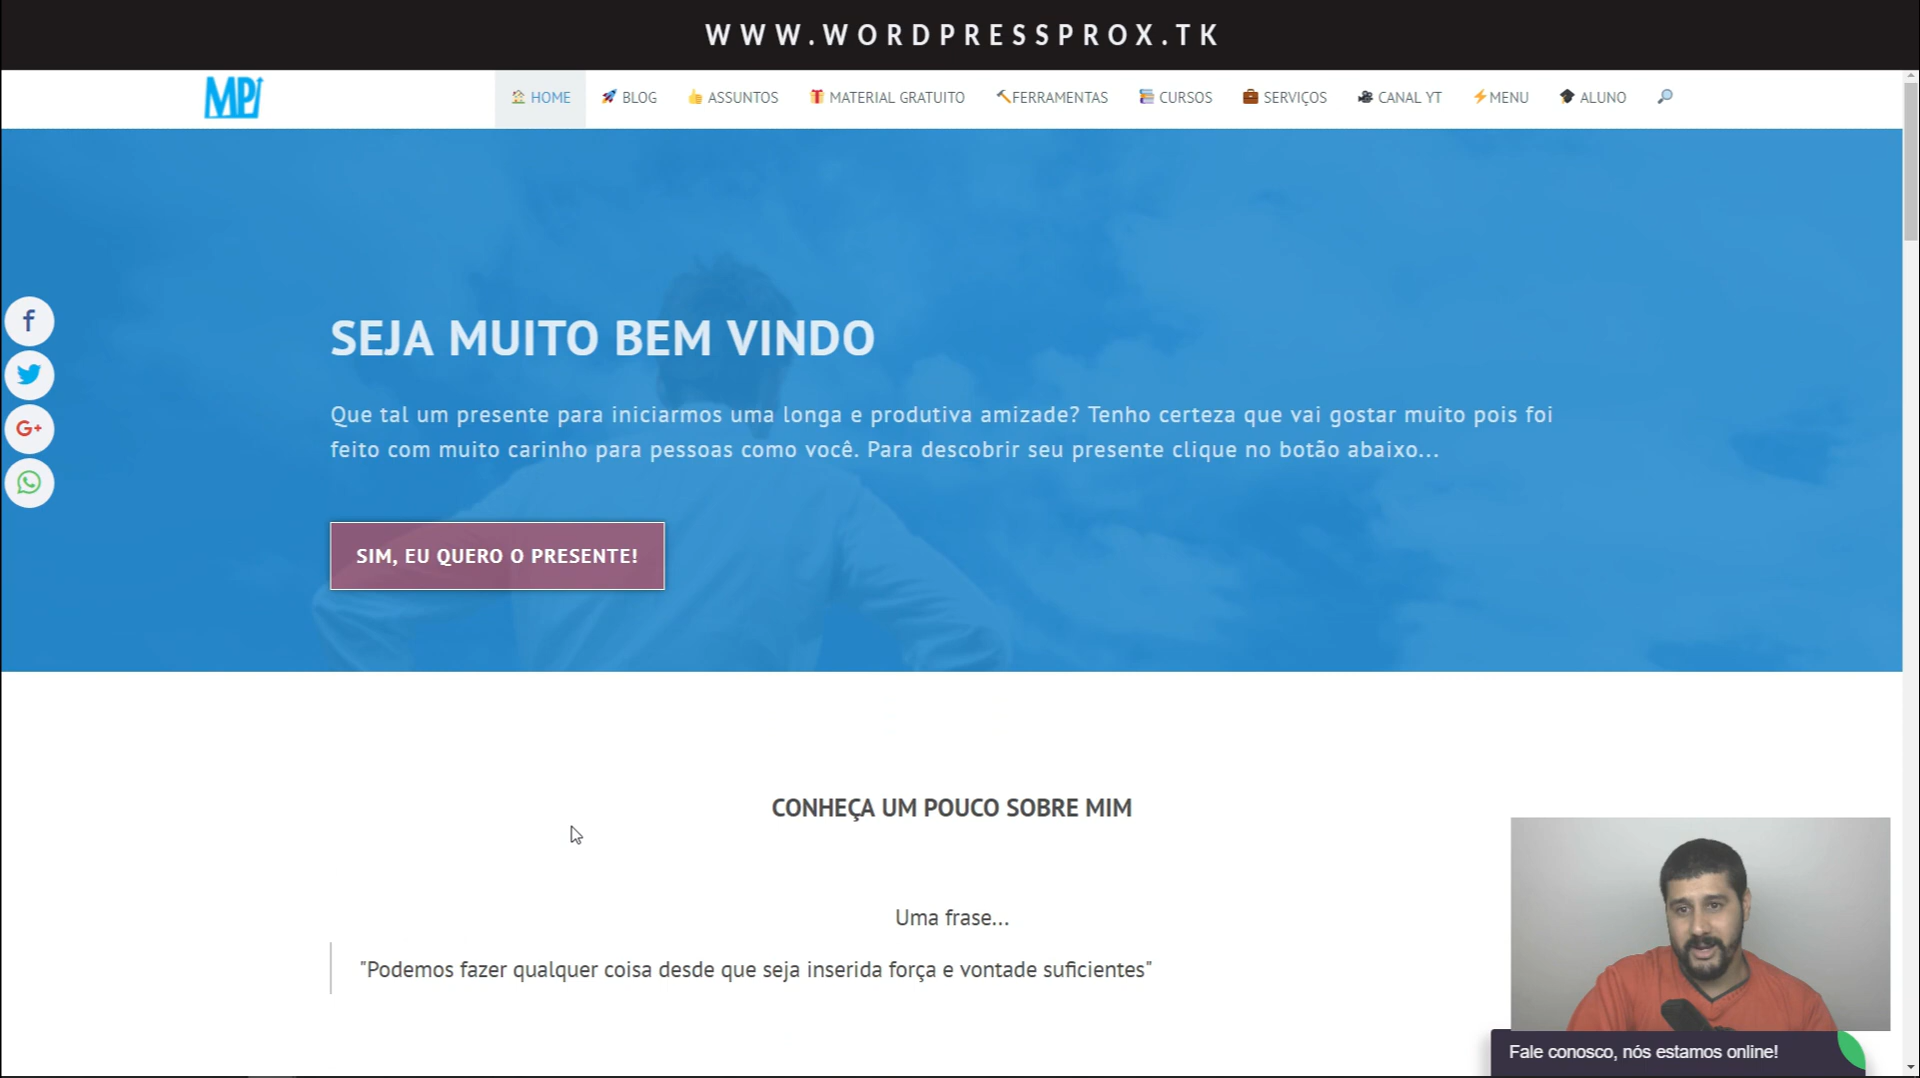 WWW.WORDPRESSPROX.TK
MPI
HOME
BLOG
ASSUNTOS
MATERIAL GRATUITO
FERRAMENTAS
CURSOS
SERVIÇOS
CANAL YT
MENU
ALUNO
SEJA MUITO BEM VINDO
Que tal um presente para iniciarmos uma longa e produtiva amizade? Tenho certeza que vai gostar muito pois foi
feito com muito carinho para pessoas como você. Para descobrir seu presente clique no botão abaixo...
SIM, EU QUERO O PRESENTE!
CONHEÇA UM POUCO SOBRE MIM
Uma frase...
"Podemos fazer qualquer coisa desde que seja inserida força e vontade suficientes"
Fale conosco, nós estamos online!